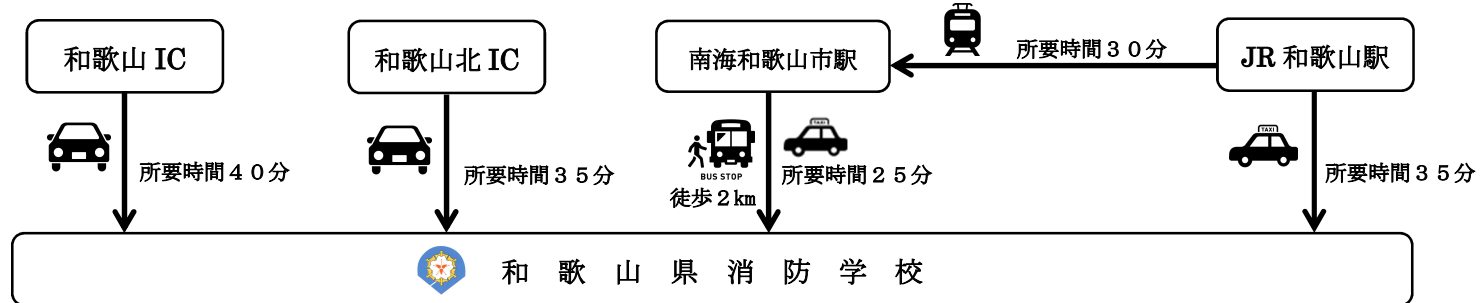 和歌山 IC
和歌山北 IC
南海和歌山市駅
所要時間３０分
JR 和歌山駅
所要時間４０分
所要時間３５分
BUS STOP
徒歩２㎞
TAXI
所要時間２５分
TAXI
所要時間３５分
和歌山県消防学校